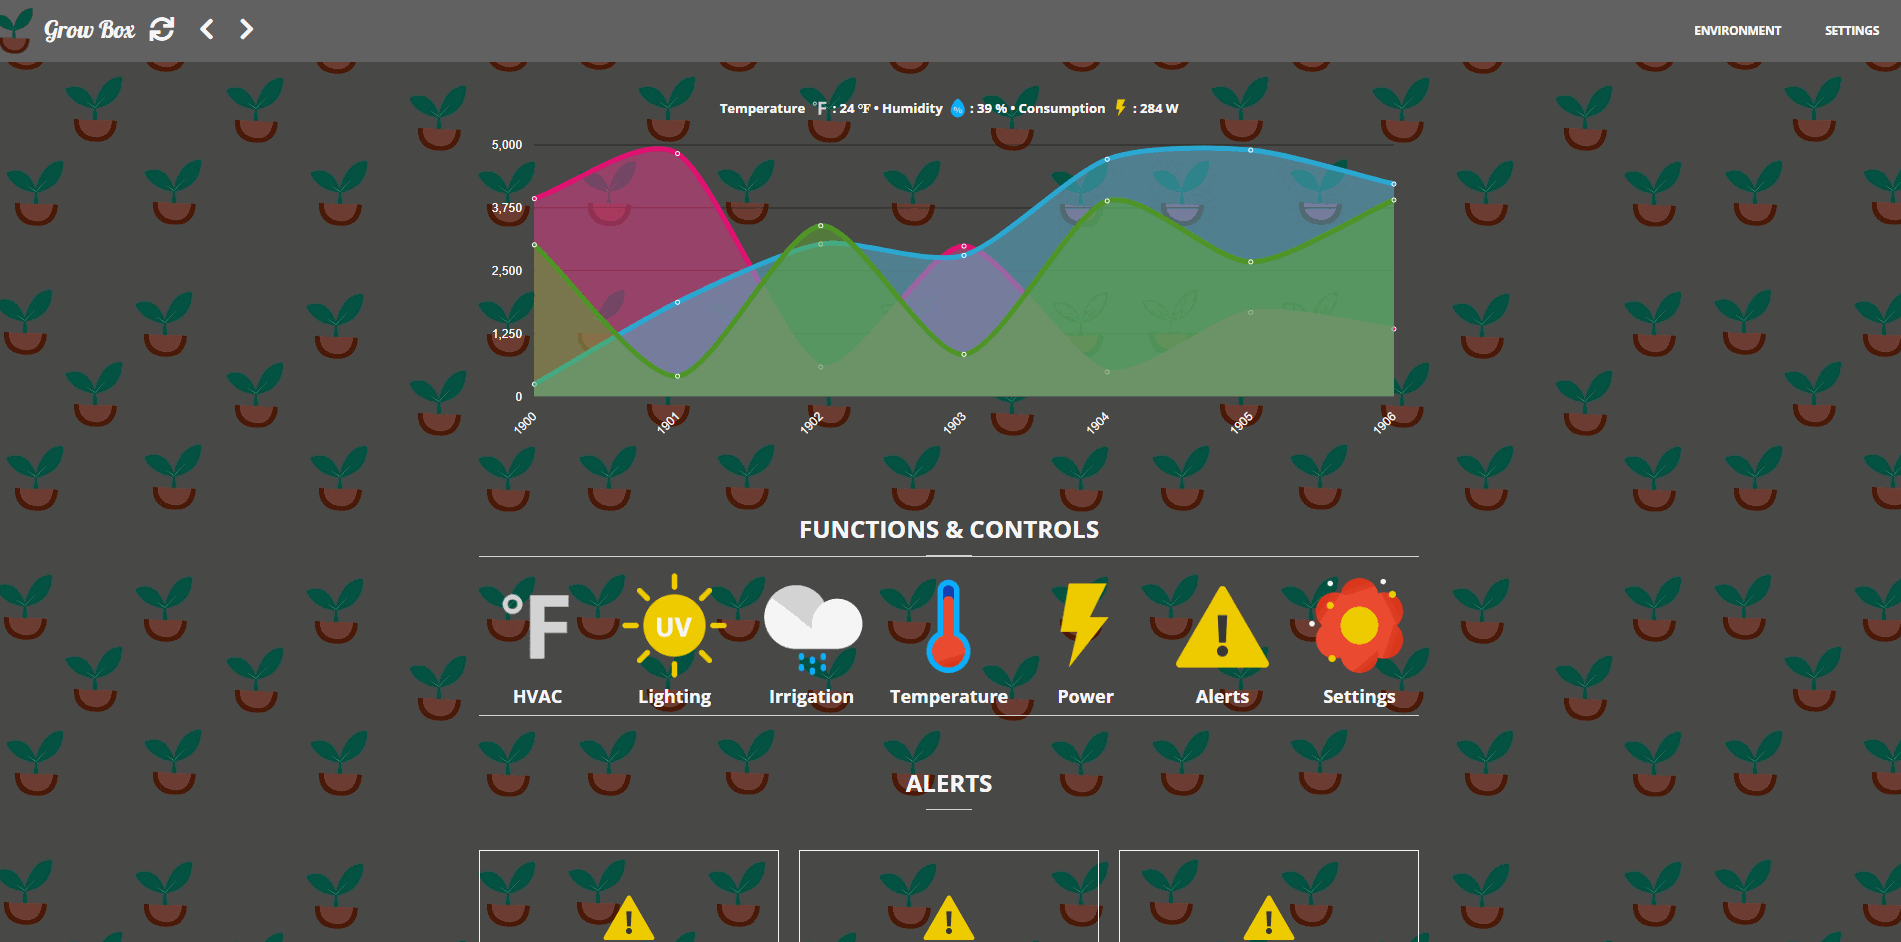 Grow Box
ENVIRONMENT SETTINGS
Temperature °F : 24 °F • Humidity % : 39 % • Consumption : 284 W
5,000
3,750
2,500
1,250
0
1900 1901 1902 1903 1904 1905 1906
FUNCTIONS & CONTROLS
°F UV
HVAC Lighting Irrigation Temperature Power Alerts Settings
ALERTS